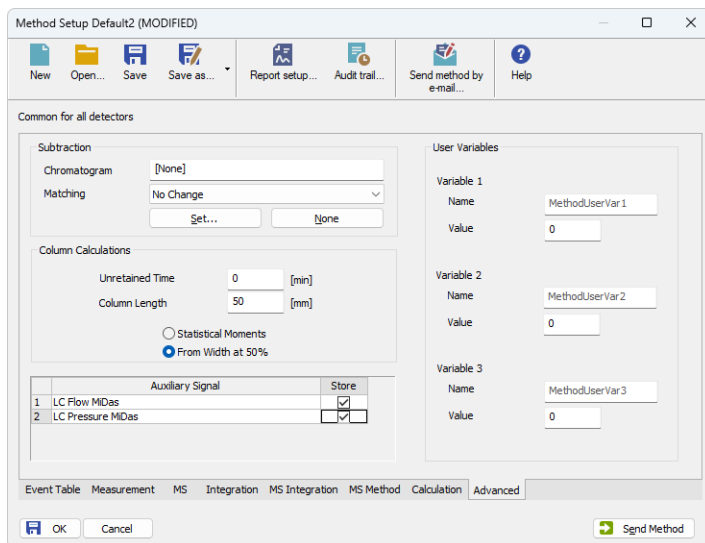 Method Setup Default2 (MODIFIED)
New Open... Save Save as... Report setup... Audit trail... Send method by e-mail... Help
Common for all detectors
Subtraction
Chromatogram [None]
Matching No Change
Set... None
Column Calculations
Unretained Time 0 [min]
Column Length 50 [mm]
Statistical Moments
From Width at 50%
Auxiliary Signal Store
1 LC Flow MiDas
2 LC Pressure MiDas
User Variables
Variable 1
Name MethodUserVar1
Value 0
Variable 2
Name MethodUserVar2
Value 0
Variable 3
Name MethodUserVar3
Value 0
Event Table Measurement MS Integration MS Integration MS Method Calculation Advanced
OK Cancel Send Method